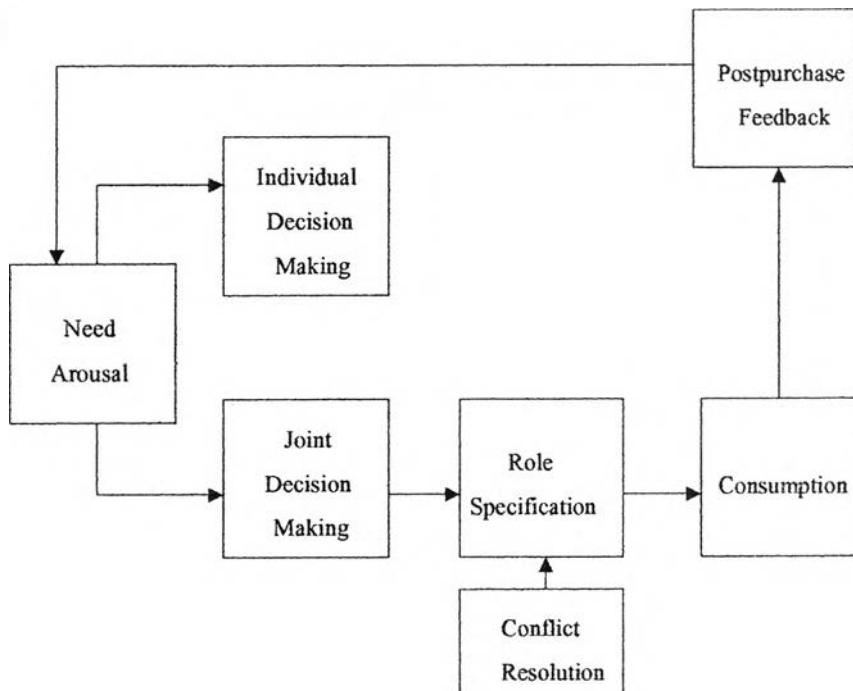 Postpurchase
Feedback
Individual
Decision
Making
Need
Arousal
Joint
Decision
Making
Role
Specification
Consumption
Conflict
Resolution